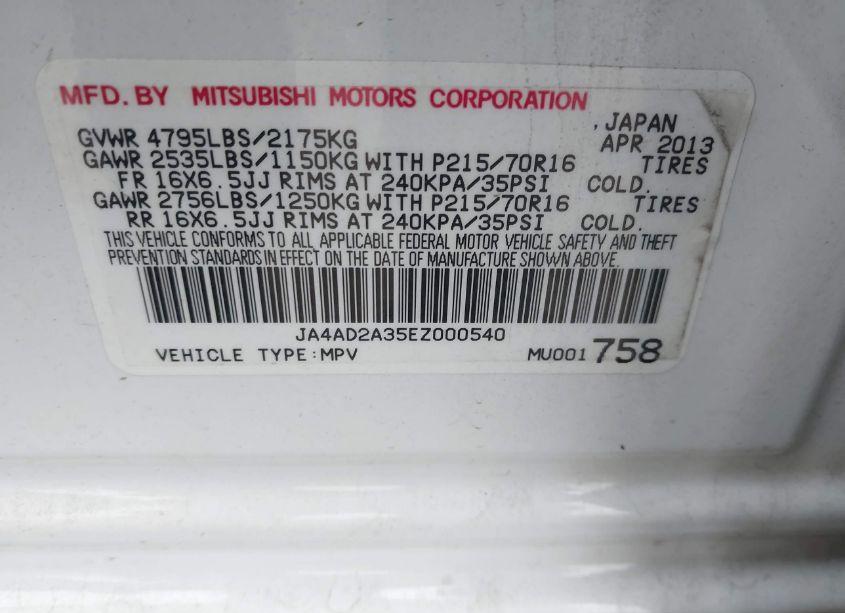 MFD. BY MITSUBISHI MOTORS CORPORATION
, JAPAN
GVWR 4795LBS/2175KG APR 2013
GAWR 2535LBS/1150KG WITH P215/70R16 TIRES
FR 16X6.5JJ RIMS AT 240KPA/35PSI COLD.
GAWR 2756LBS/1250KG WITH P215/70R16 TIRES
RR 16X6.5JJ RIMS AT 240KPA/35PSI COLD.
THIS VEHICLE CONFORMS TO ALL APPLICABLE FEDERAL MOTOR VEHICLE SAFETY AND THEFT
PREVENTION STANDARDS IN EFFECT ON THE DATE OF MANUFACTURE SHOWN ABOVE.
JA4AD2A35EZ000540
VEHICLE TYPE:MPV MU001758